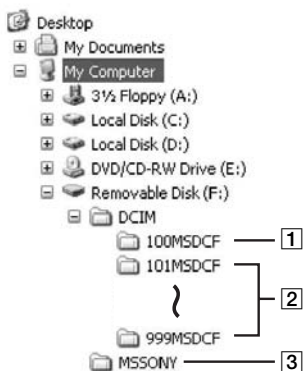 Desktop
My Documents
My Computer
3½ Floppy (A:)
Local Disk (C:)
Local Disk (D:)
DVD/CD-RW Drive (E:)
Removable Disk (F:)
DCIM
100MSDCF 1
101MSDCF
2
999MSDCF
MSSONY 3